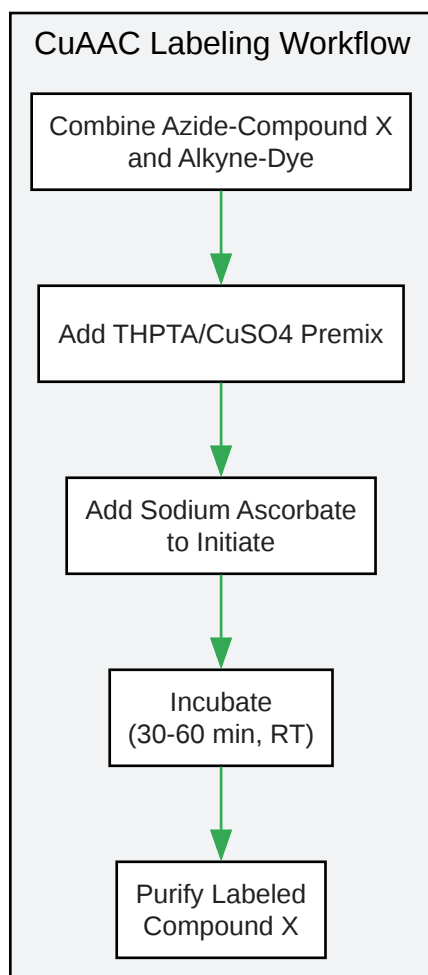 CuAAC Labeling Workflow
Combine Azide-Compound X
and Alkyne-Dye
Add THPTA/CuSO4 Premix
Add Sodium Ascorbate
to Initiate
Incubate
(30-60 min, RT)
Purify Labeled
Compound X